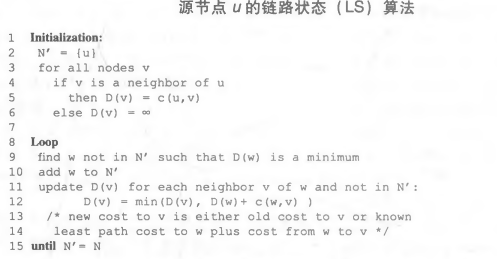 源节点 u 的链路状态（LS）算法
1 Initialization:
2 N′ = {u}
3 for all nodes v
4 if v is a neighbor of u
5 then D(v) = c(u,v)
6 else D(v) = ∞
7
8 Loop
9 find w not in N′ such that D(w) is a minimum
10 add w to N′
11 update D(v) for each neighbor v of w and not in N′:
12 D(v) = min(D(v), D(w)+ c(w,v) )
13 /* new cost to v is either old cost to v or known
14 least path cost to w plus cost from w to v */
15 until N′= N